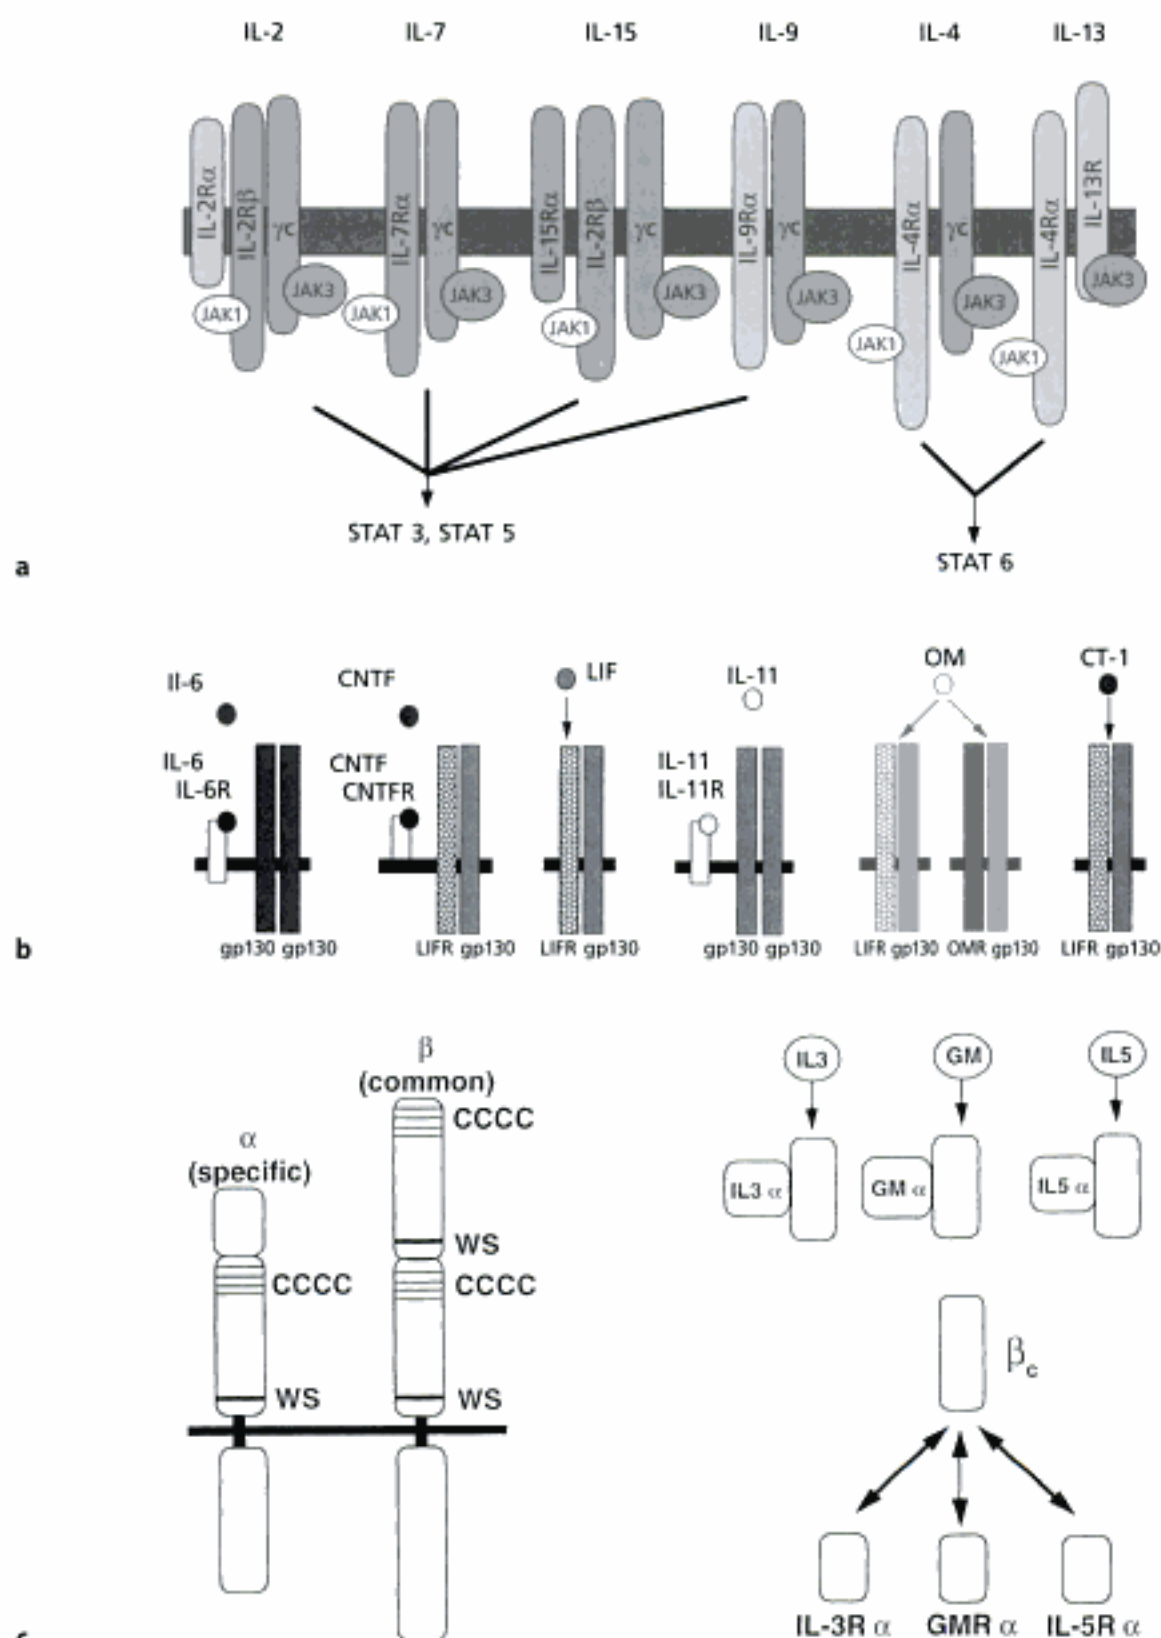 IL-2 IL-7 IL-15 IL-9 IL-4 IL-13
IL-2Rα IL-2Rβ γc IL-7Rα γc IL-15Rα IL-2Rβ γc IL-9Rα γc IL-4Rα γc IL-4Rα IL-13R
JAK1 JAK3 JAK1 JAK3 JAK1 JAK3 JAK3 JAK1 JAK3 JAK1 JAK3
STAT 3, STAT 5
STAT 6
a
Il-6 CNTF LIF IL-11 OM CT-1
IL-6 CNTF IL-11
IL-6R CNTFR IL-11R
gp130 gp130 LIFR gp130 LIFR gp130 gp130 gp130 LIFR gp130 OMR gp130 LIFR gp130
b
α
(specific)
CCCC
WS
β
(common)
CCCC
WS
CCCC
WS
IL3 GM IL5
IL3 α GM α IL5 α
βc
IL-3R α GMR α IL-5R α